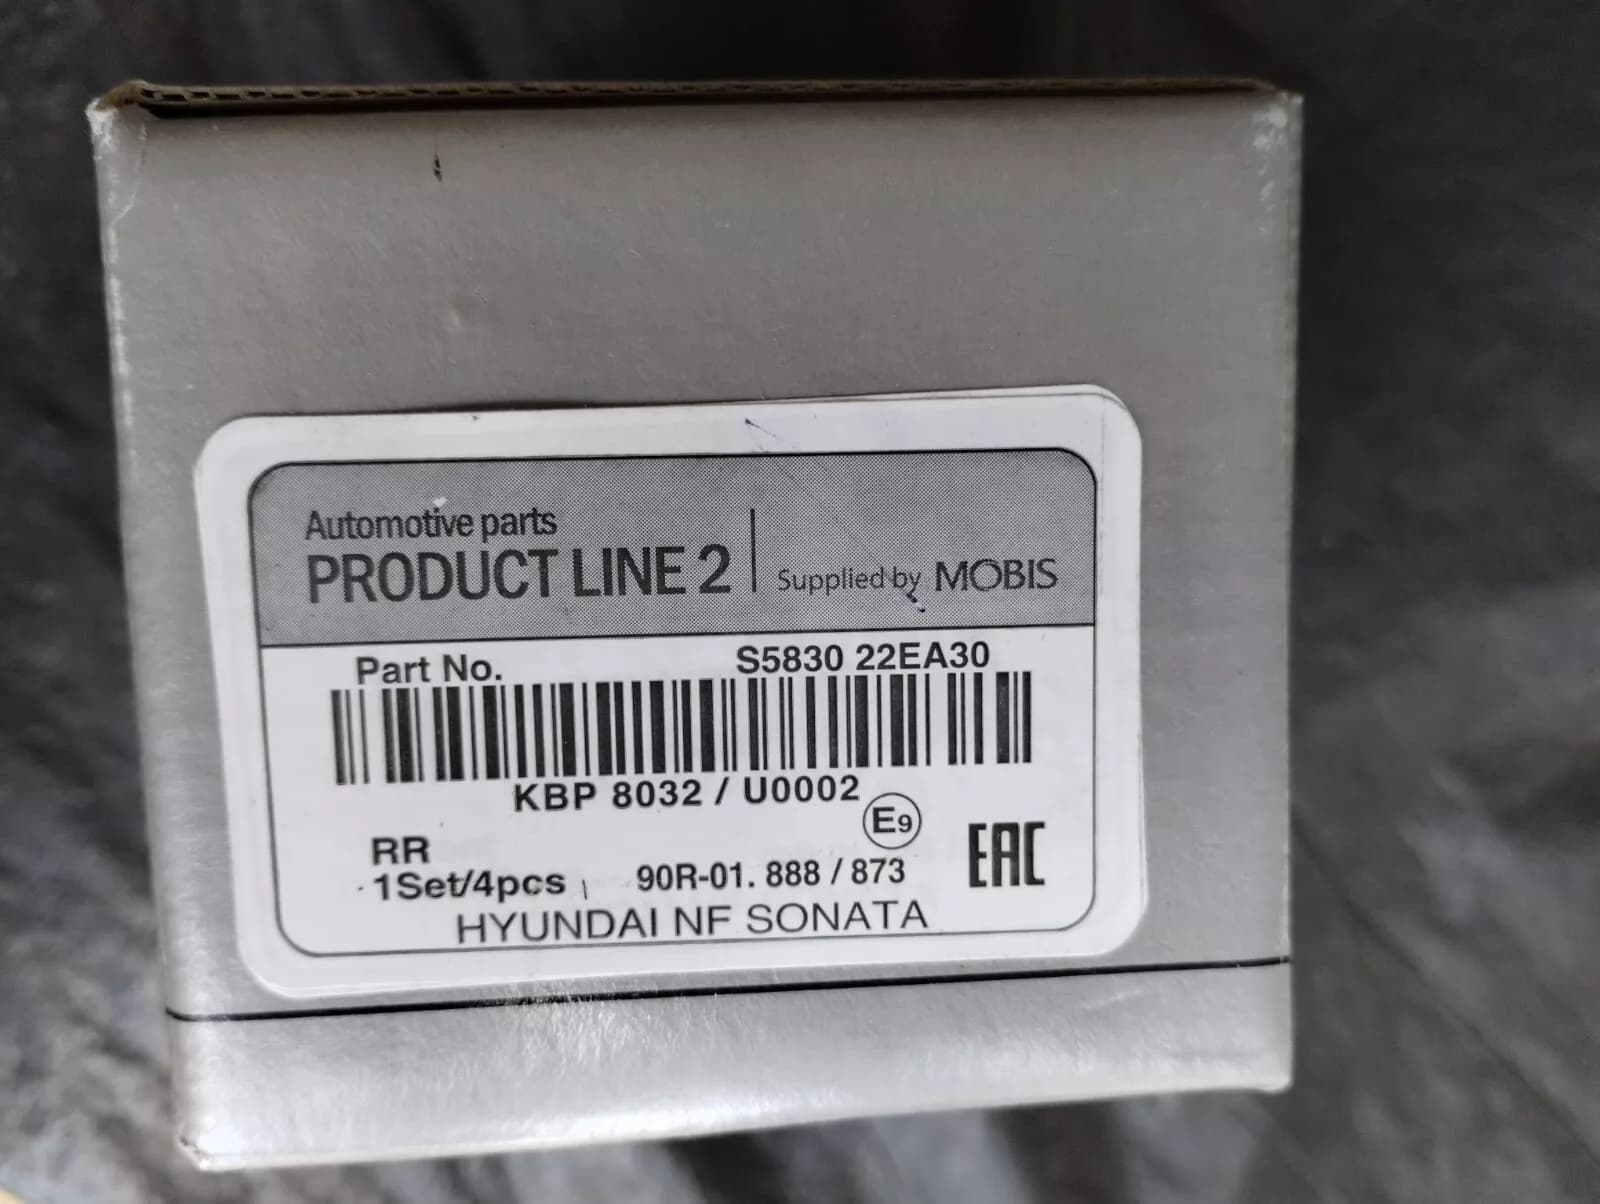 Automotive parts
PRODUCT LINE 2
Supplied by MOBIS
Part No. S5830 22EA30
KBP 8032 / U0002
E9
RR
1Set/4pcs 90R-01. 888 / 873
EAC
HYUNDAI NF SONATA